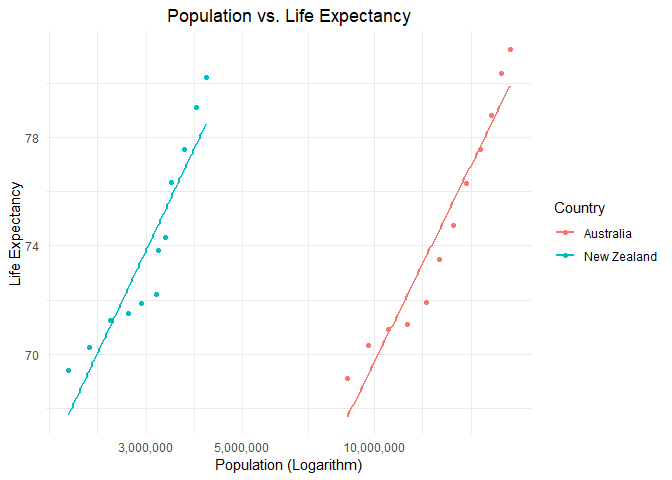 Population vs. Life Expectancy
Life Expectancy
78
74
70
3,000,000
5,000,000
10,000,000
Population (Logarithm)
Country
Australia
New Zealand